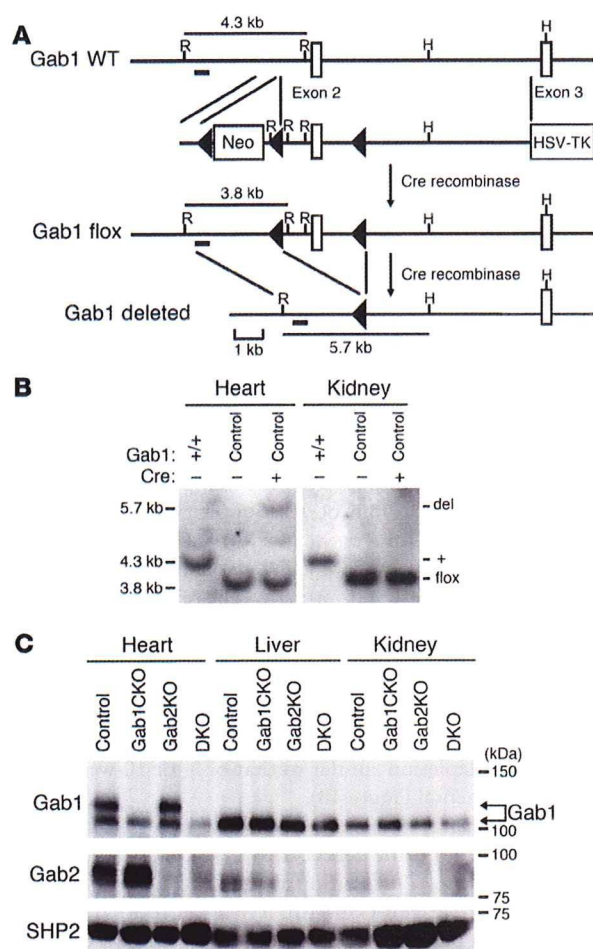 A
4.3 kb
Gab1 WT
R
R
H
H
Exon 2
Exon 3
Neo
R
R
R
H
HSV-TK
Cre recombinase
3.8 kb
Gab1 flox
R
R
R
H
H
Cre recombinase
Gab1 deleted
R
H
H
1 kb
5.7 kb
B
Heart
Kidney
Gab1: +/+ Control Control +/+ Control Control
Cre: – – + – – +
5.7 kb
del
4.3 kb
+
3.8 kb
flox
C
Heart
Liver
Kidney
Control Gab1CKO Gab2KO DKO Control Gab1CKO Gab2KO DKO Control Gab1CKO Gab2KO DKO
(kDa)
150
Gab1
Gab1
100
Gab2
100
75
SHP2
75